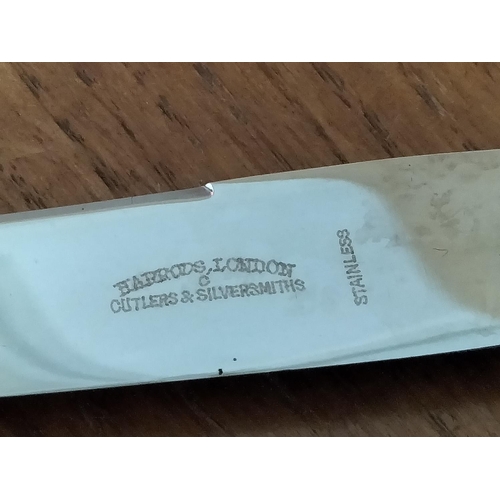 HARRODS, LONDON
C
CUTLERS & SILVERSMITHS
STAINLESS